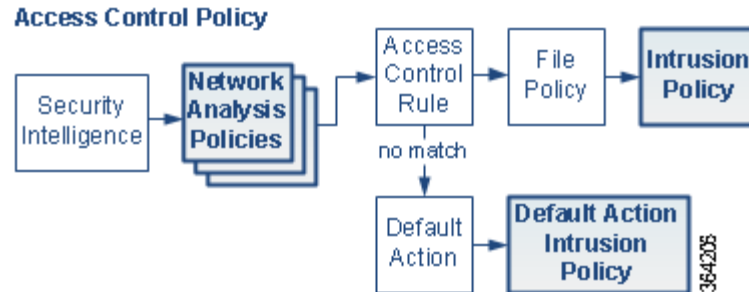 Access Control Policy
Security
Intelligence
Network
Analysis
Policies
Access
Control
Rule
File
Policy
Intrusion
Policy
no match
Default
Action
Default Action
Intrusion
Policy
364206